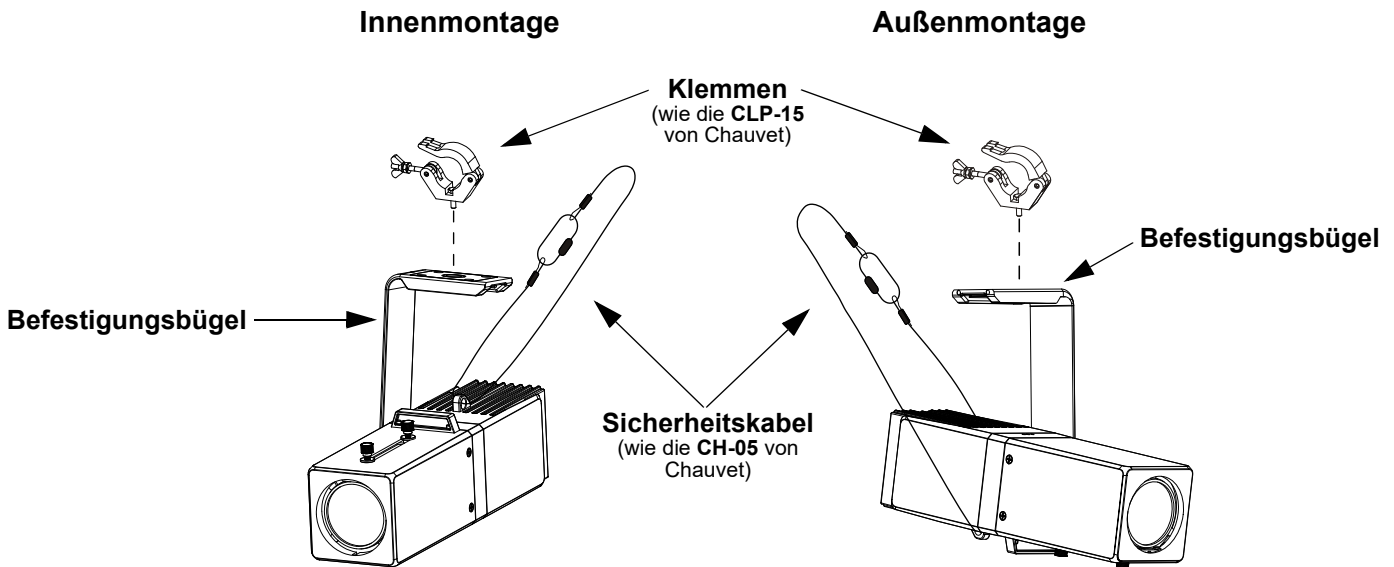 Innenmontage
Außenmontage
Klemmen
(wie die CLP-15
von Chauvet)
Befestigungsbügel
Befestigungsbügel
Sicherheitskabel
(wie die CH-05 von
Chauvet)